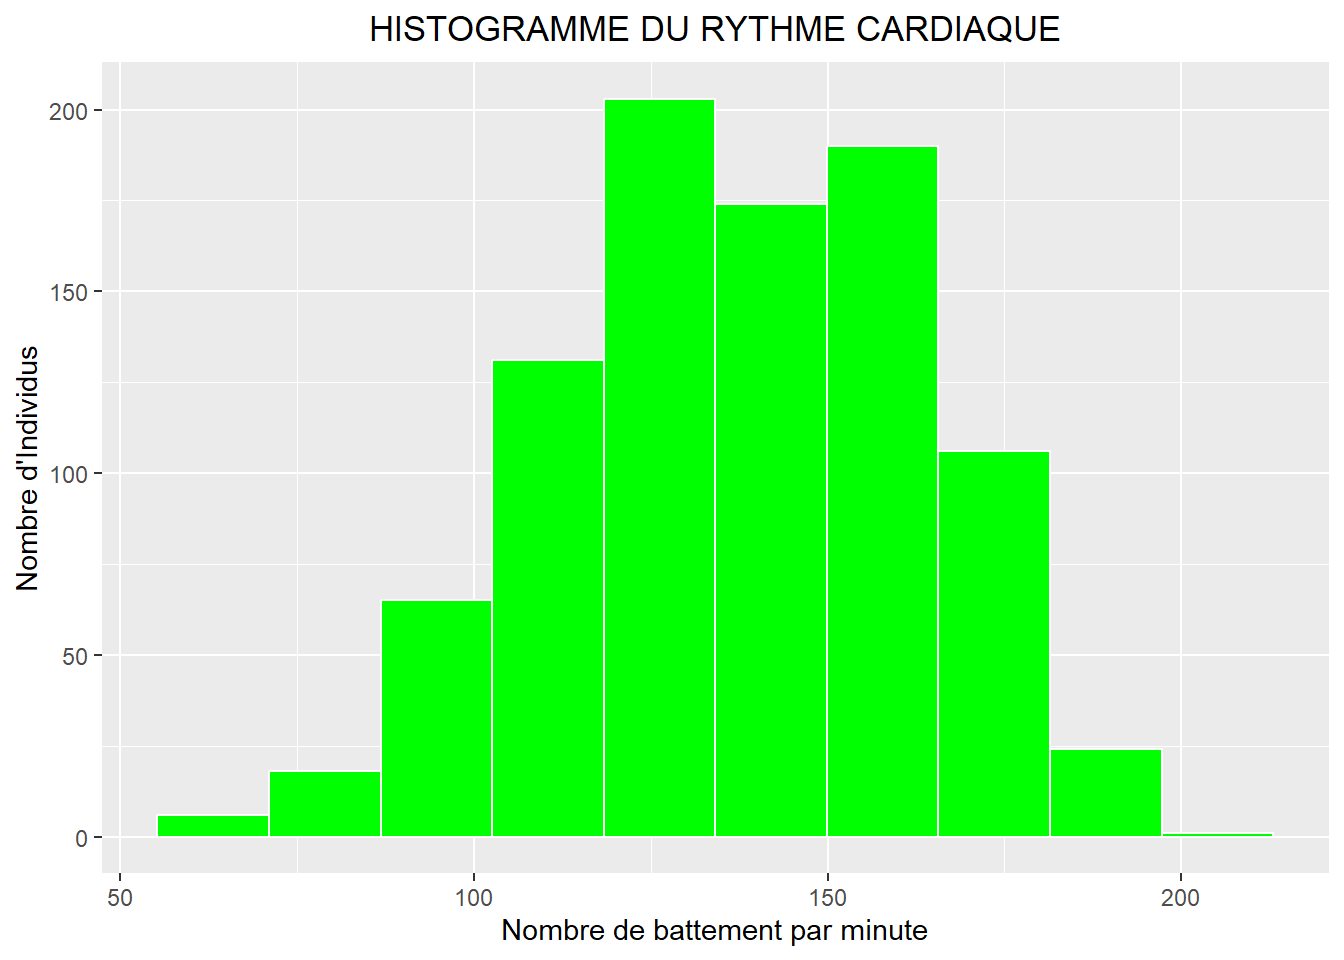 HISTOGRAMME DU RYTHME CARDIAQUE
200
150
100
50
0
Nombre d'Individus
50 100 150 200
Nombre de battement par minute